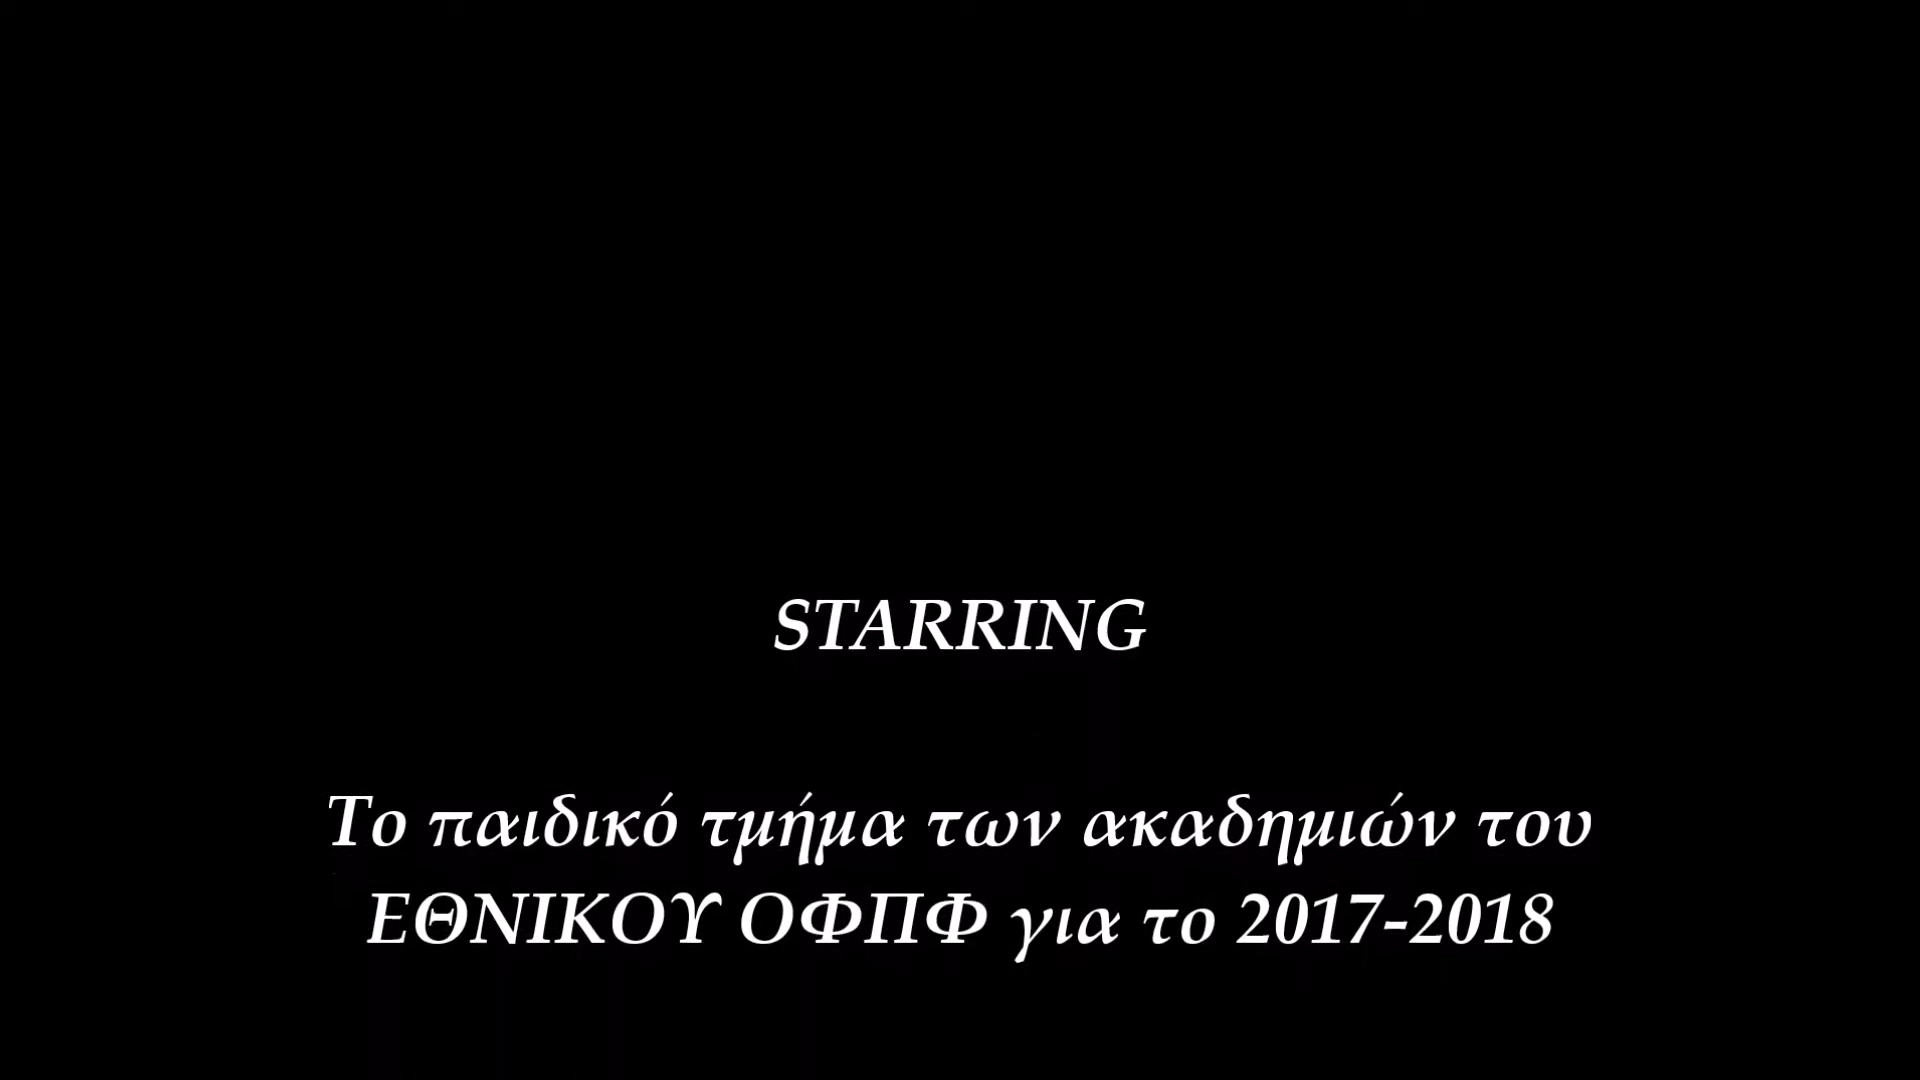 STARRING
Το παιδικό τμήμα των ακαδημιών του
ΕΘΝΙΚΟΥ ΟΦΠΦ για το 2017-2018